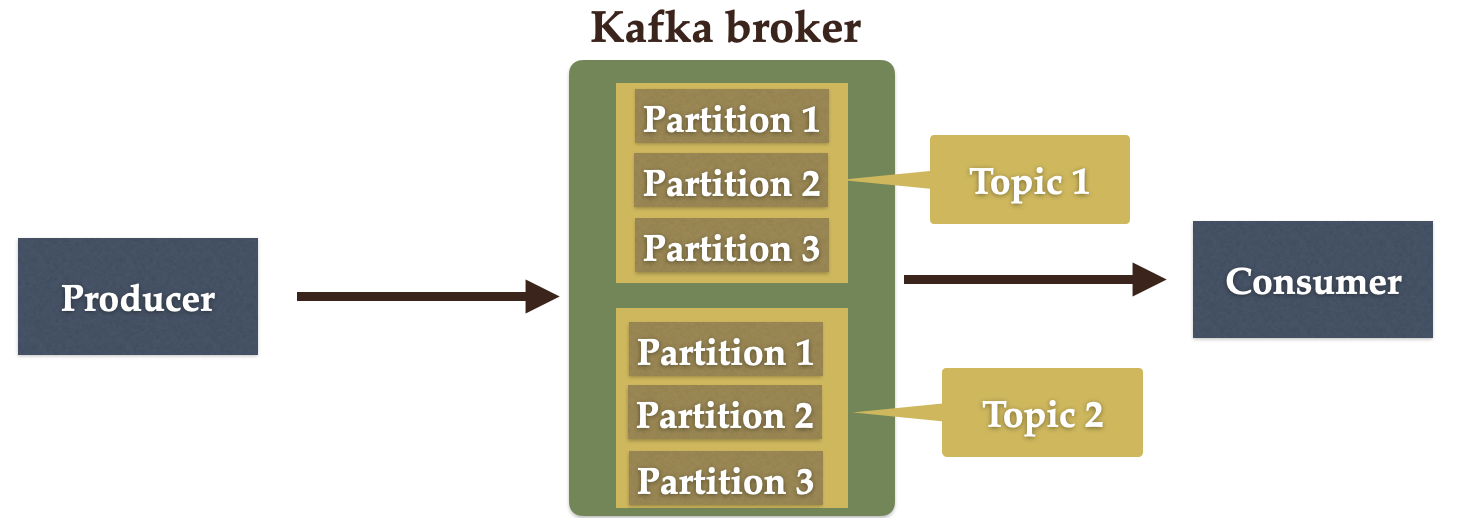 Kafka broker
Partition 1
Partition 2
Topic 1
Partition 3
Producer
Consumer
Partition 1
Partition 2
Topic 2
Partition 3